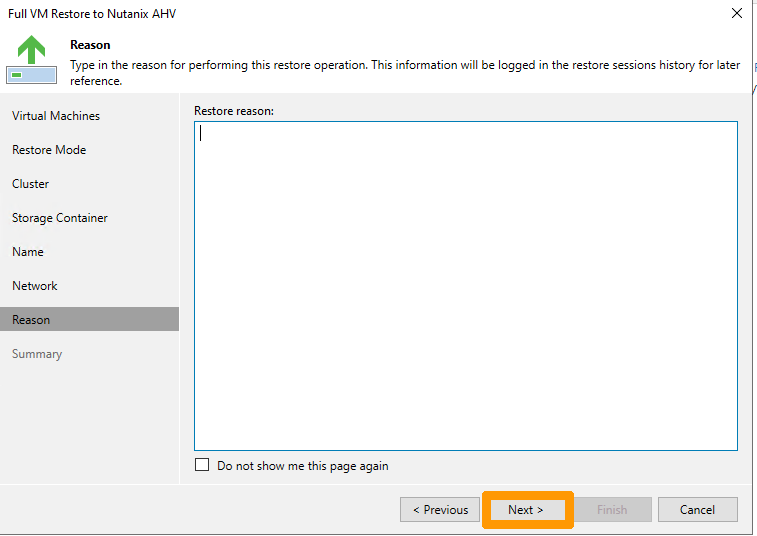 Full VM Restore to Nutanix AHV
Reason
Type in the reason for performing this restore operation. This information will be logged in the restore sessions history for later
reference.
Virtual Machines
Restore Mode
Cluster
Storage Container
Name
Network
Reason
Summary
Restore reason:
Do not show me this page again
< Previous
Next >
Finish
Cancel